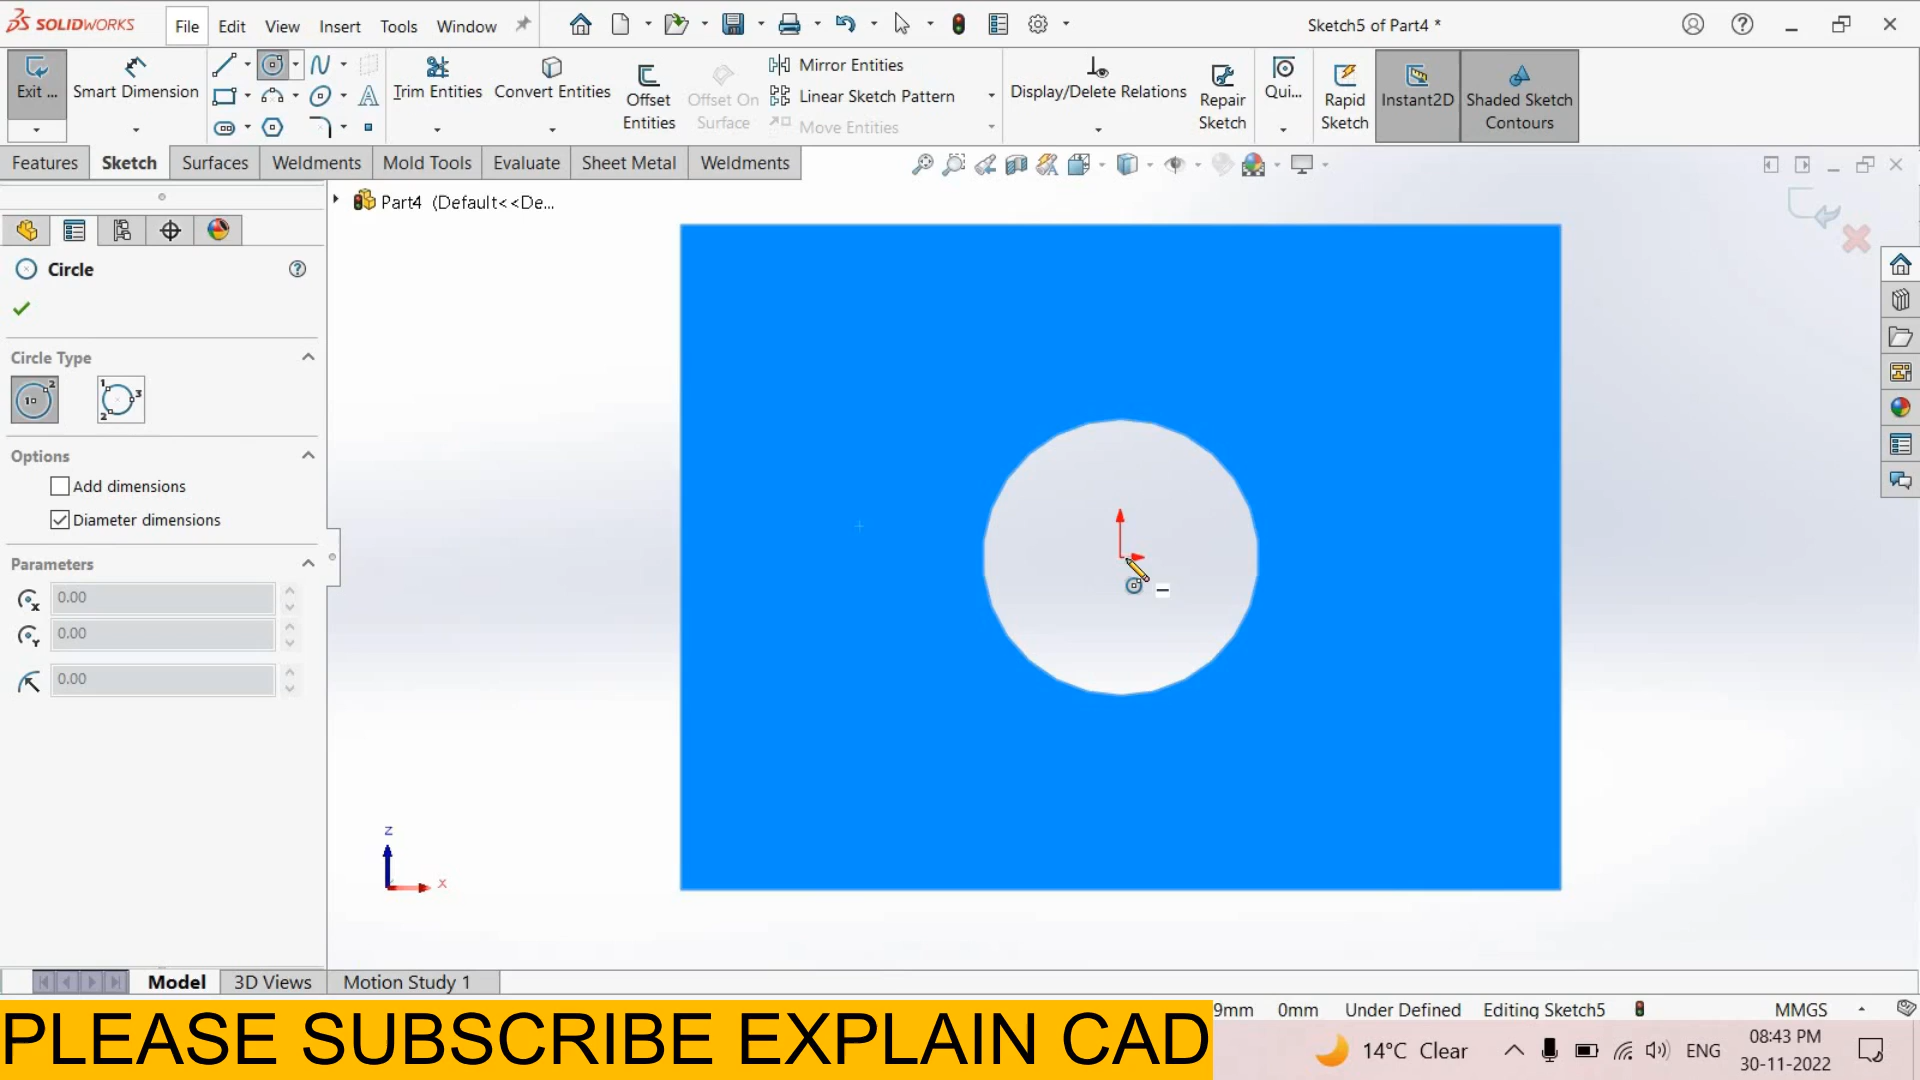 SOLIDWORKS
File Edit View Insert Tools Window
Sketch5 of Part4 *
Exit ...
Smart Dimension
Trim Entities
Convert Entities
Offset
Entities
Offset On
Surface
Mirror Entities
Linear Sketch Pattern
Move Entities
Display/Delete Relations
Repair
Sketch
Qui...
Rapid
Sketch
Instant2D
Shaded Sketch
Contours
Features Sketch Surfaces Weldments Mold Tools Evaluate Sheet Metal Weldments
Part4 (Default<<De...
Circle
Circle Type
Options
Add dimensions
Diameter dimensions
Parameters
0.00
0.00
0.00
z
x
Model 3D Views Motion Study 1
9mm 0mm Under Defined Editing Sketch5 MMGS
PLEASE SUBSCRIBE EXPLAIN CAD
14°C Clear
ENG
08:43 PM
30-11-2022